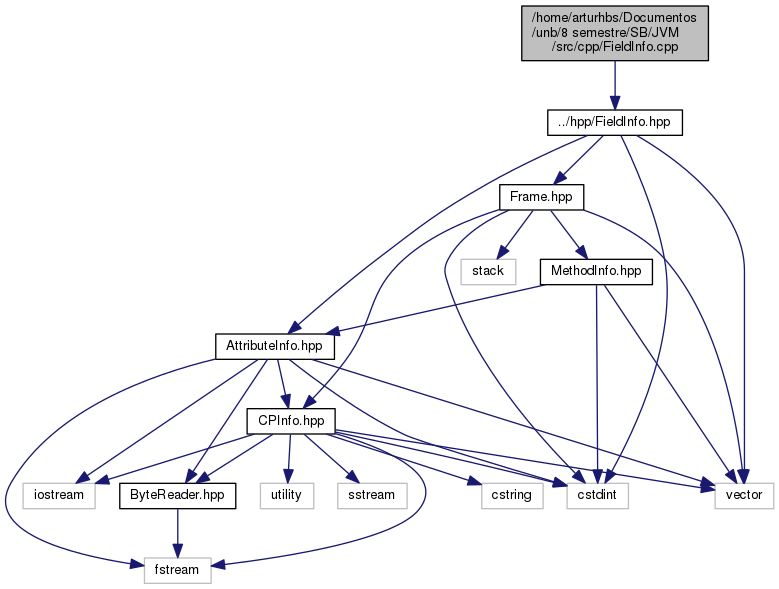 /home/arturhbs/Documentos
/unb/8 semestre/SB/JVM
/src/cpp/FieldInfo.cpp
../hpp/FieldInfo.hpp
Frame.hpp
stack
MethodInfo.hpp
AttributeInfo.hpp
CPInfo.hpp
iostream
ByteReader.hpp
utility
sstream
cstring
cstdint
vector
fstream